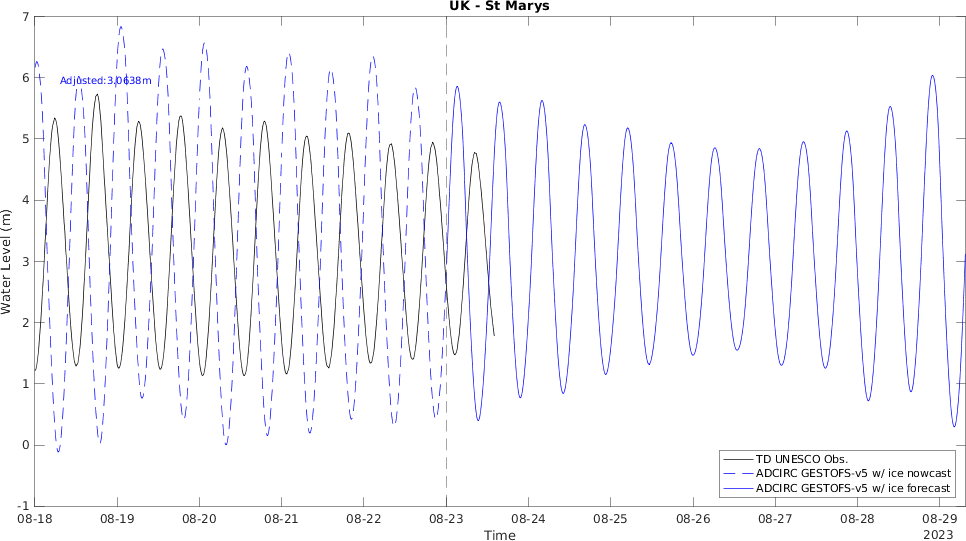 UK - St Marys
7
6
5
4
3
2
1
0
-1
Water Level (m)
Adjusted:3.0638m
TD UNESCO Obs.
ADCIRC GESTOFS-v5 w/ ice nowcast
ADCIRC GESTOFS-v5 w/ ice forecast
08-18 08-19 08-20 08-21 08-22 08-23 08-24 08-25 08-26 08-27 08-28 08-29
Time
2023